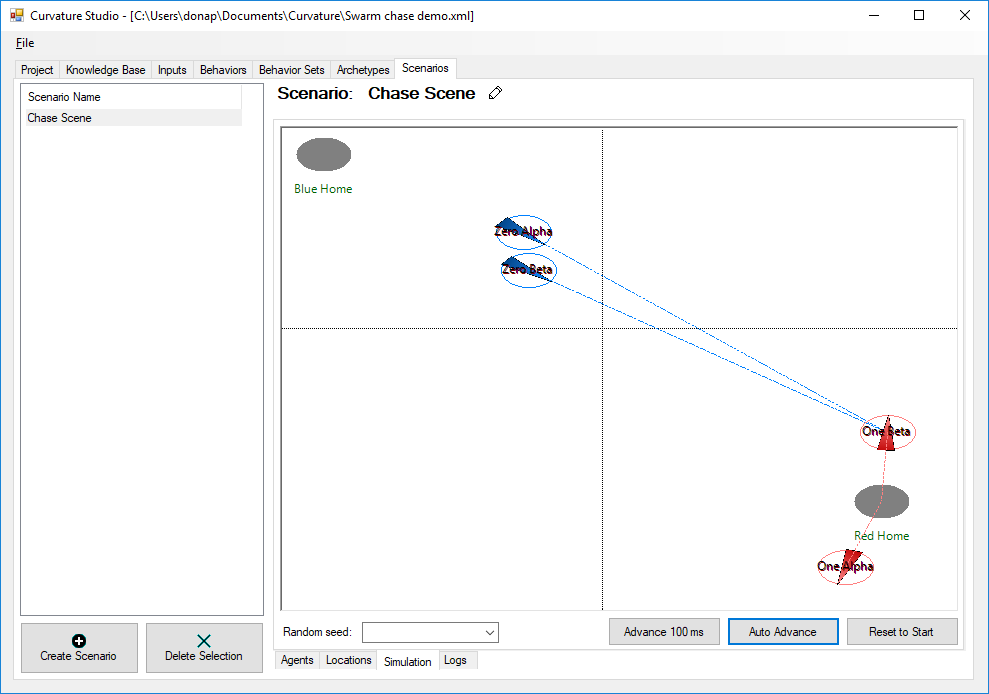 Curvature Studio - [C:\Users\donap\Documents\Curvature\Swarm chase demo.xml]
File
Project Knowledge Base Inputs Behaviors Behavior Sets Archetypes Scenarios
Scenario Name
Chase Scene
Scenario: Chase Scene
Blue Home
Zero Alpha
Zero Beta
One Beta
Red Home
One Alpha
Random seed:
Advance 100 ms Auto Advance Reset to Start
Create Scenario Delete Selection
Agents Locations Simulation Logs